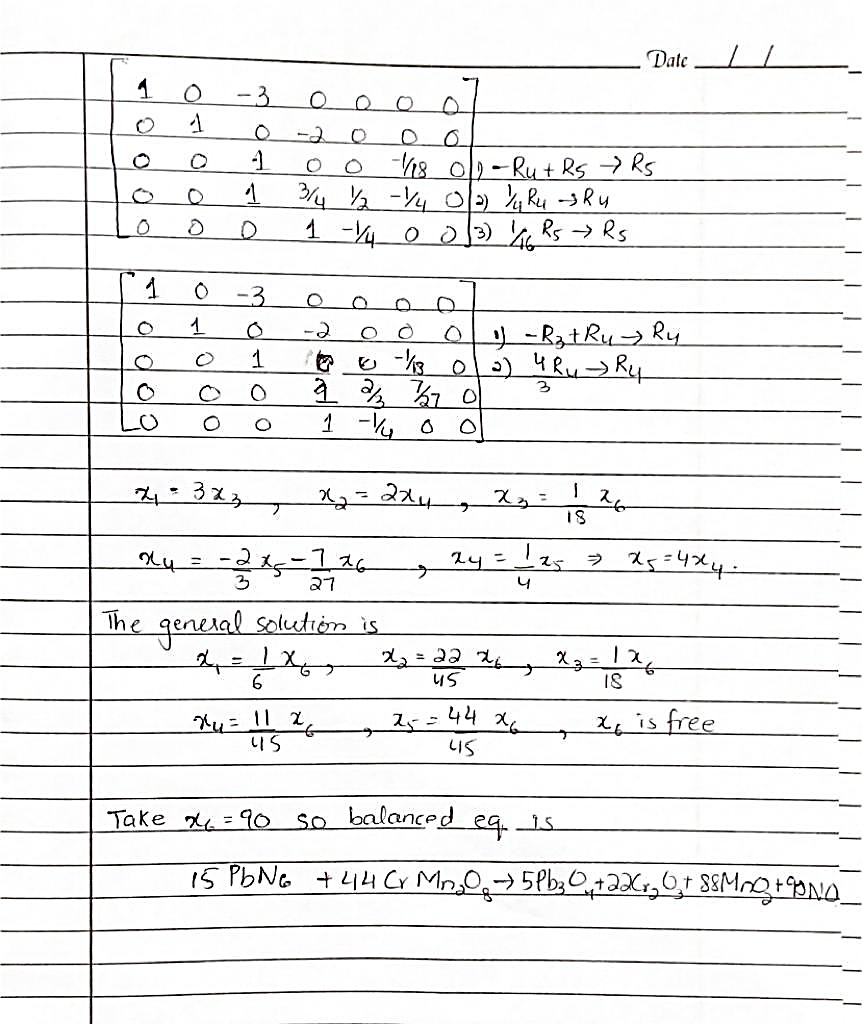 Date / /
1 0 -3 0 0 0 0
0 1 0 -2 0 0 0
0 0 1 0 0 -1/18 0 1) -R4 + R5 → R5
0 0 1 3/4 1/2 -1/4 0 2) 1/4 R4 → R4
0 0 0 1 -1/4 0 0 3) 1/16 R5 → R5
1 0 -3 0 0 0 0
0 1 0 -2 0 0 0 1) -R3 + R4 → R4
0 0 1 0 0 -1/18 0 2) 4/3 R4 → R4
0 0 0 1 2/3 7/27 0
0 0 0 1 -1/4 0 0
x1 = 3x3 , x2 = 2x4 , x3 = 1/18 x6
x4 = -2/3 x5 - 7/27 x6 , x4 = 1/4 x5 ⇒ x5 = 4x4.
The general solution is
x1 = 1/6 x6 , x2 = 22/45 x6 , x3 = 1/18 x6
x4 = 11/45 x6 , x5 = 44/45 x6 , x6 is free
Take x6 = 90 so balanced eq. is
15 PbN6 + 44 Cr Mn2O8 → 5Pb3O4 + 22Cr2O3 + 88MnO2 + 90NO